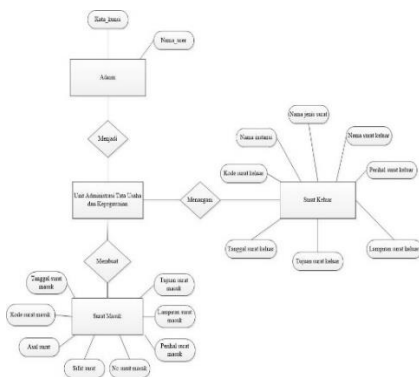 Kata_kunci
Nama_user
Admin
Menjadi
Nama jenis surat
Nama instansi
Nama surat keluar
Kode surat keluar
Perihal surat keluar
Unit Administrasi Tata Usaha
dan Kepegawaian
Menangani
Surat Keluar
Tanggal surat keluar
Tujuan surat keluar
Lampiran surat keluar
Membuat
Tanggal surat
masuk
Tujuan surat
masuk
Kode surat masuk
Surat Masuk
Lampiran surat
masuk
Asal surat
Perihal surat
masuk
Sifat surat
No surat masuk